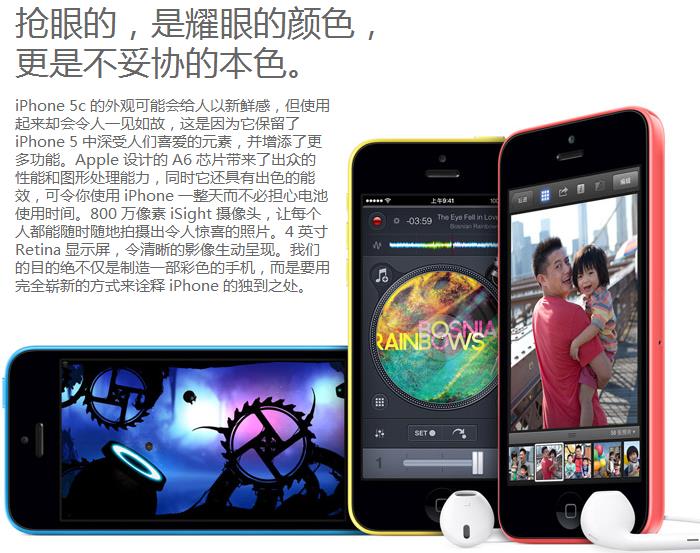 抢眼的，是耀眼的颜色，
更是不妥协的本色。
iPhone 5c 的外观可能会给人以新鲜感，但使用
起来却会令人一见如故，这是因为它保留了
iPhone 5 中深受人们喜爱的元素，并增添了更
多功能。Apple 设计的 A6 芯片带来了出众的
性能和图形处理能力，同时它还具有出色的能
效，可令你使用 iPhone 一整天而不必担心电池
使用时间。800 万像素 iSight 摄像头，让每个
人都能随时随地拍摄出令人惊喜的照片。4 英寸
Retina 显示屏，令清晰的影像生动呈现。我们
的目的绝不仅是制造一部彩色的手机，而是要用
完全崭新的方式来诠释 iPhone 的独到之处。
上午9:41
100
-03:59
The Eye Fell in Love
Bosnian Rainbows
BOSNIA
RAINBOWS
SET
1
编辑